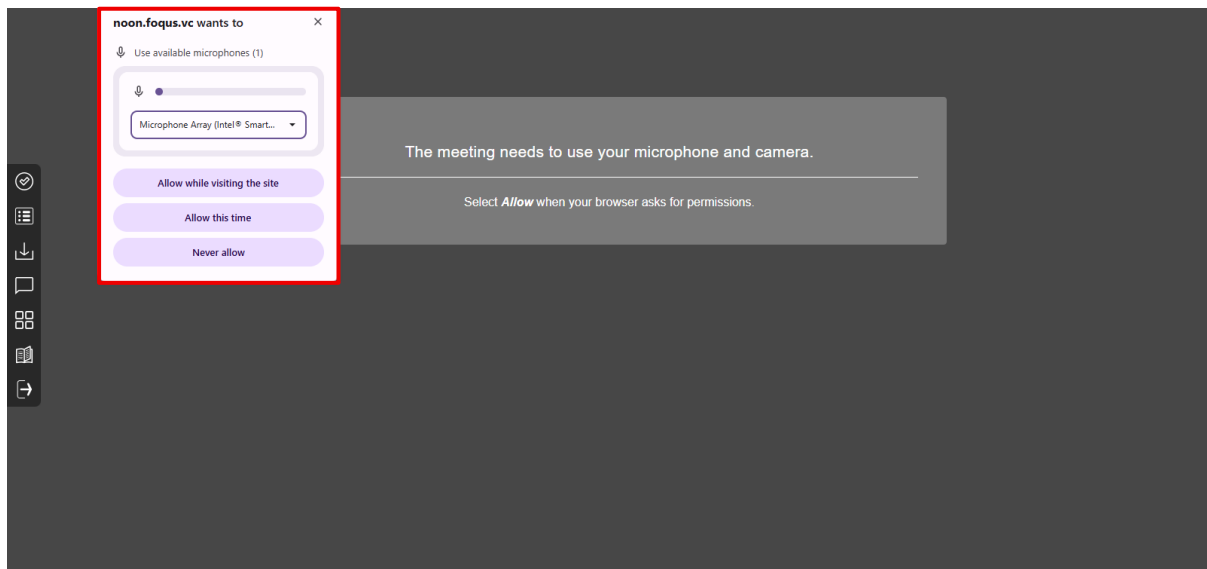 noon.foqus.vc wants to
Use available microphones (1)
Microphone Array (Intel® Smart...
Allow while visiting the site
Allow this time
Never allow
The meeting needs to use your microphone and camera.
Select Allow when your browser asks for permissions.